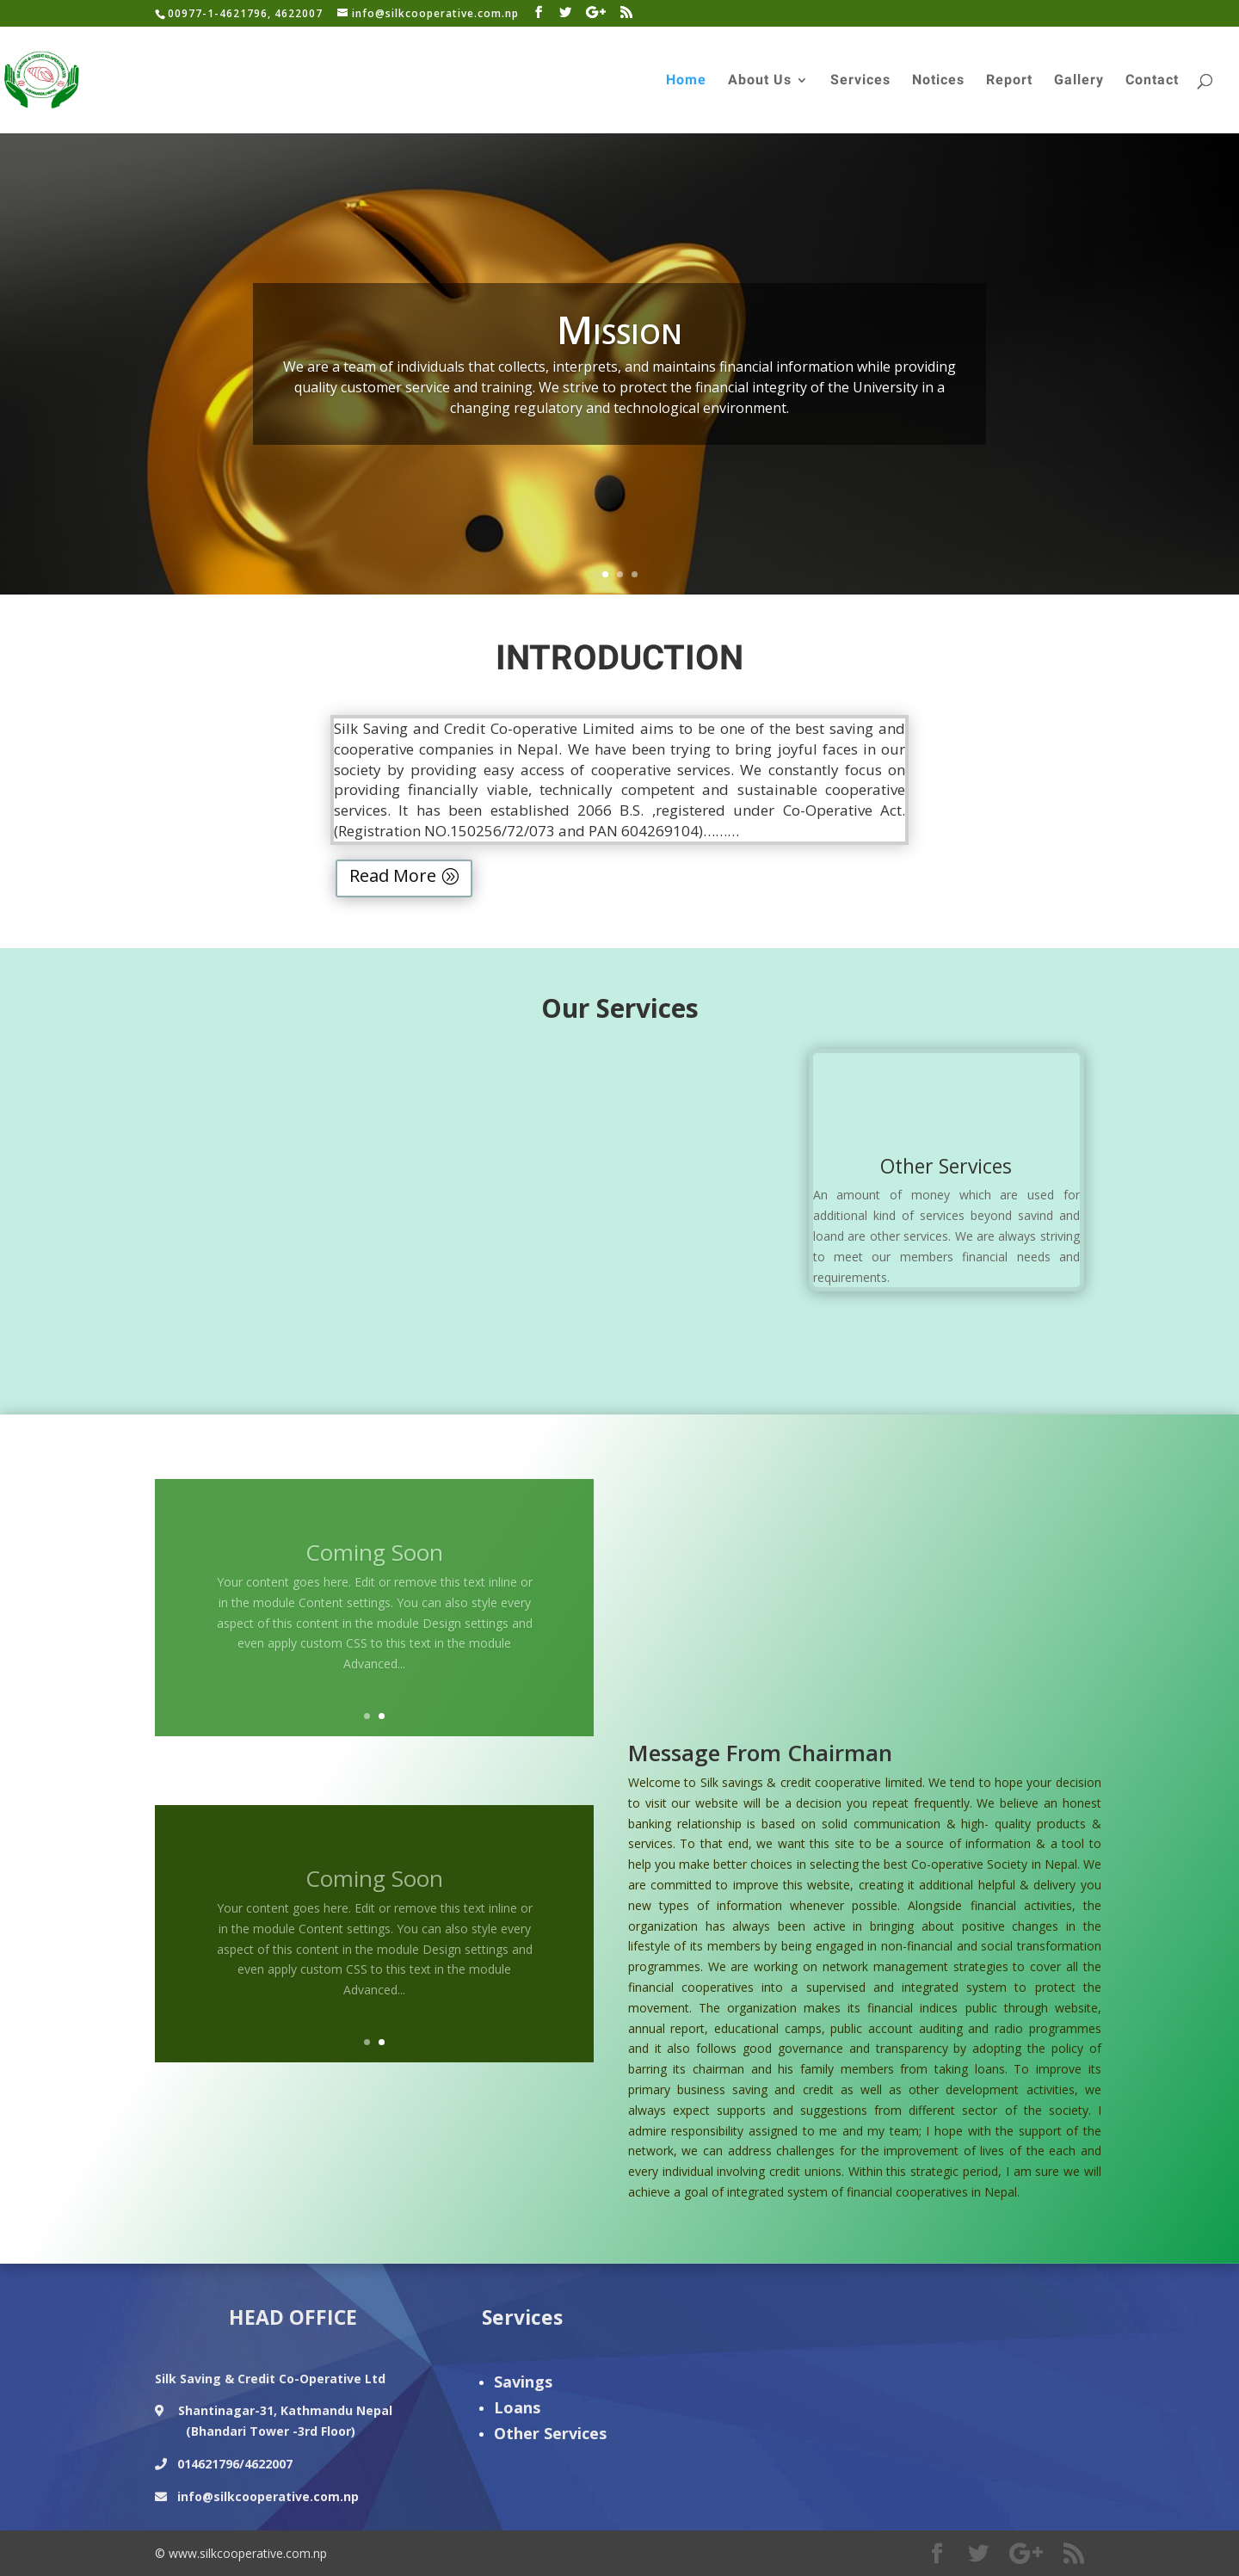 00977-1-4621796, 4622007 info@silkcooperative.com.np
Home About Us Services Notices Report Gallery Contact
Mission
We are a team of individuals that collects, interprets, and maintains financial information while providing
quality customer service and training. We strive to protect the financial integrity of the University in a
changing regulatory and technological environment.
INTRODUCTION
Silk Saving and Credit Co-operative Limited aims to be one of the best saving and
cooperative companies in Nepal. We have been trying to bring joyful faces in our
society by providing easy access of cooperative services. We constantly focus on
providing financially viable, technically competent and sustainable cooperative
services. It has been established 2066 B.S. ,registered under Co-Operative Act.
(Registration NO.150256/72/073 and PAN 604269104)………
Read More
Our Services
Other Services
An amount of money which are used for
additional kind of services beyond savind and
loand are other services. We are always striving
to meet our members financial needs and
requirements.
Coming Soon
Your content goes here. Edit or remove this text inline or
in the module Content settings. You can also style every
aspect of this content in the module Design settings and
even apply custom CSS to this text in the module
Advanced...
Coming Soon
Your content goes here. Edit or remove this text inline or
in the module Content settings. You can also style every
aspect of this content in the module Design settings and
even apply custom CSS to this text in the module
Advanced...
Message From Chairman
Welcome to Silk savings & credit cooperative limited. We tend to hope your decision
to visit our website will be a decision you repeat frequently. We believe an honest
banking relationship is based on solid communication & high- quality products &
services. To that end, we want this site to be a source of information & a tool to
help you make better choices in selecting the best Co-operative Society in Nepal. We
are committed to improve this website, creating it additional helpful & delivery you
new types of information whenever possible. Alongside financial activities, the
organization has always been active in bringing about positive changes in the
lifestyle of its members by being engaged in non-financial and social transformation
programmes. We are working on network management strategies to cover all the
financial cooperatives into a supervised and integrated system to protect the
movement. The organization makes its financial indices public through website,
annual report, educational camps, public account auditing and radio programmes
and it also follows good governance and transparency by adopting the policy of
barring its chairman and his family members from taking loans. To improve its
primary business saving and credit as well as other development activities, we
always expect supports and suggestions from different sector of the society. I
admire responsibility assigned to me and my team; I hope with the support of the
network, we can address challenges for the improvement of lives of the each and
every individual involving credit unions. Within this strategic period, I am sure we will
achieve a goal of integrated system of financial cooperatives in Nepal.
HEAD OFFICE
Silk Saving & Credit Co-Operative Ltd
Shantinagar-31, Kathmandu Nepal
(Bhandari Tower -3rd Floor)
014621796/4622007
info@silkcooperative.com.np
Services
• Savings
• Loans
• Other Services
© www.silkcooperative.com.np